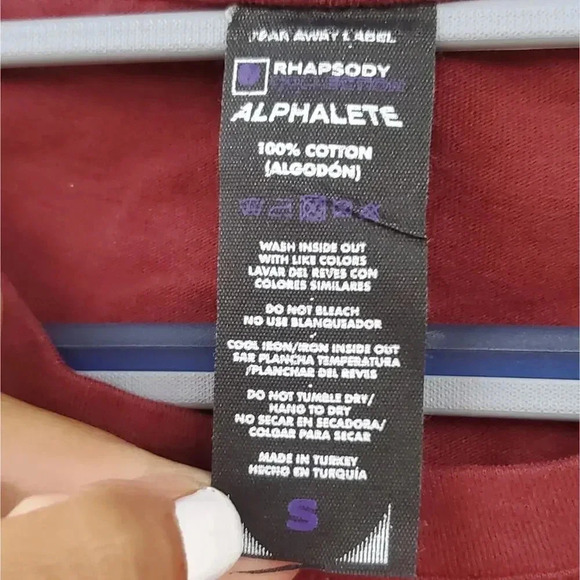 TEAR AWAY LABEL
RHAPSODY
COLLECTION
ALPHALETE
100% COTTON
(ALGODÓN)
WASH INSIDE OUT
WITH LIKE COLORS
LAVAR DEL REVES CON
COLORES SIMILARES
DO NOT BLEACH
NO USE BLANQUEADOR
COOL IRON/IRON INSIDE OUT
SAR PLANCHA TEMPERATURA
/PLANCHAR DEL REVES
DO NOT TUMBLE DRY/
HANG TO DRY
NO SECAR EN SECADORA/
COLGAR PARA SECAR
MADE IN TURKEY
HECHO EN TURQUÍA
S